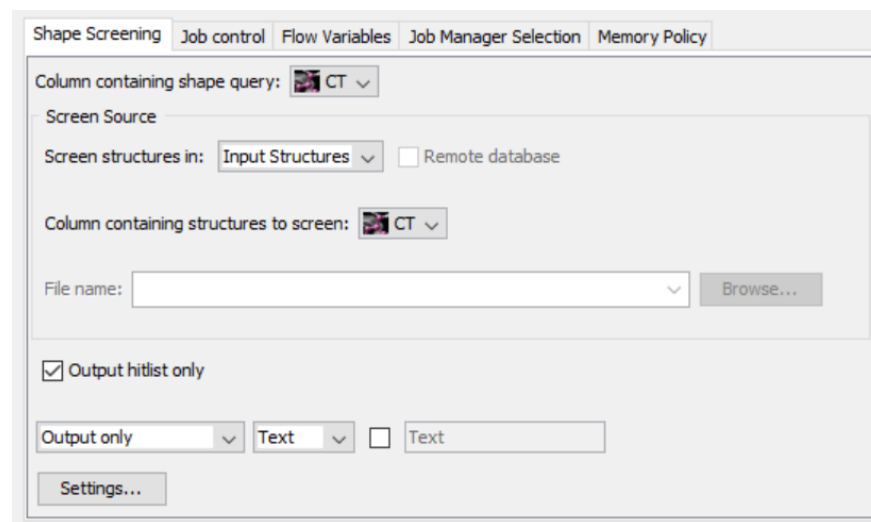 Shape Screening Job control Flow Variables Job Manager Selection Memory Policy
Column containing shape query: CT
Screen Source
Screen structures in: Input Structures Remote database
Column containing structures to screen: CT
File name: Browse...
Output hitlist only
Output only Text Text
Settings...